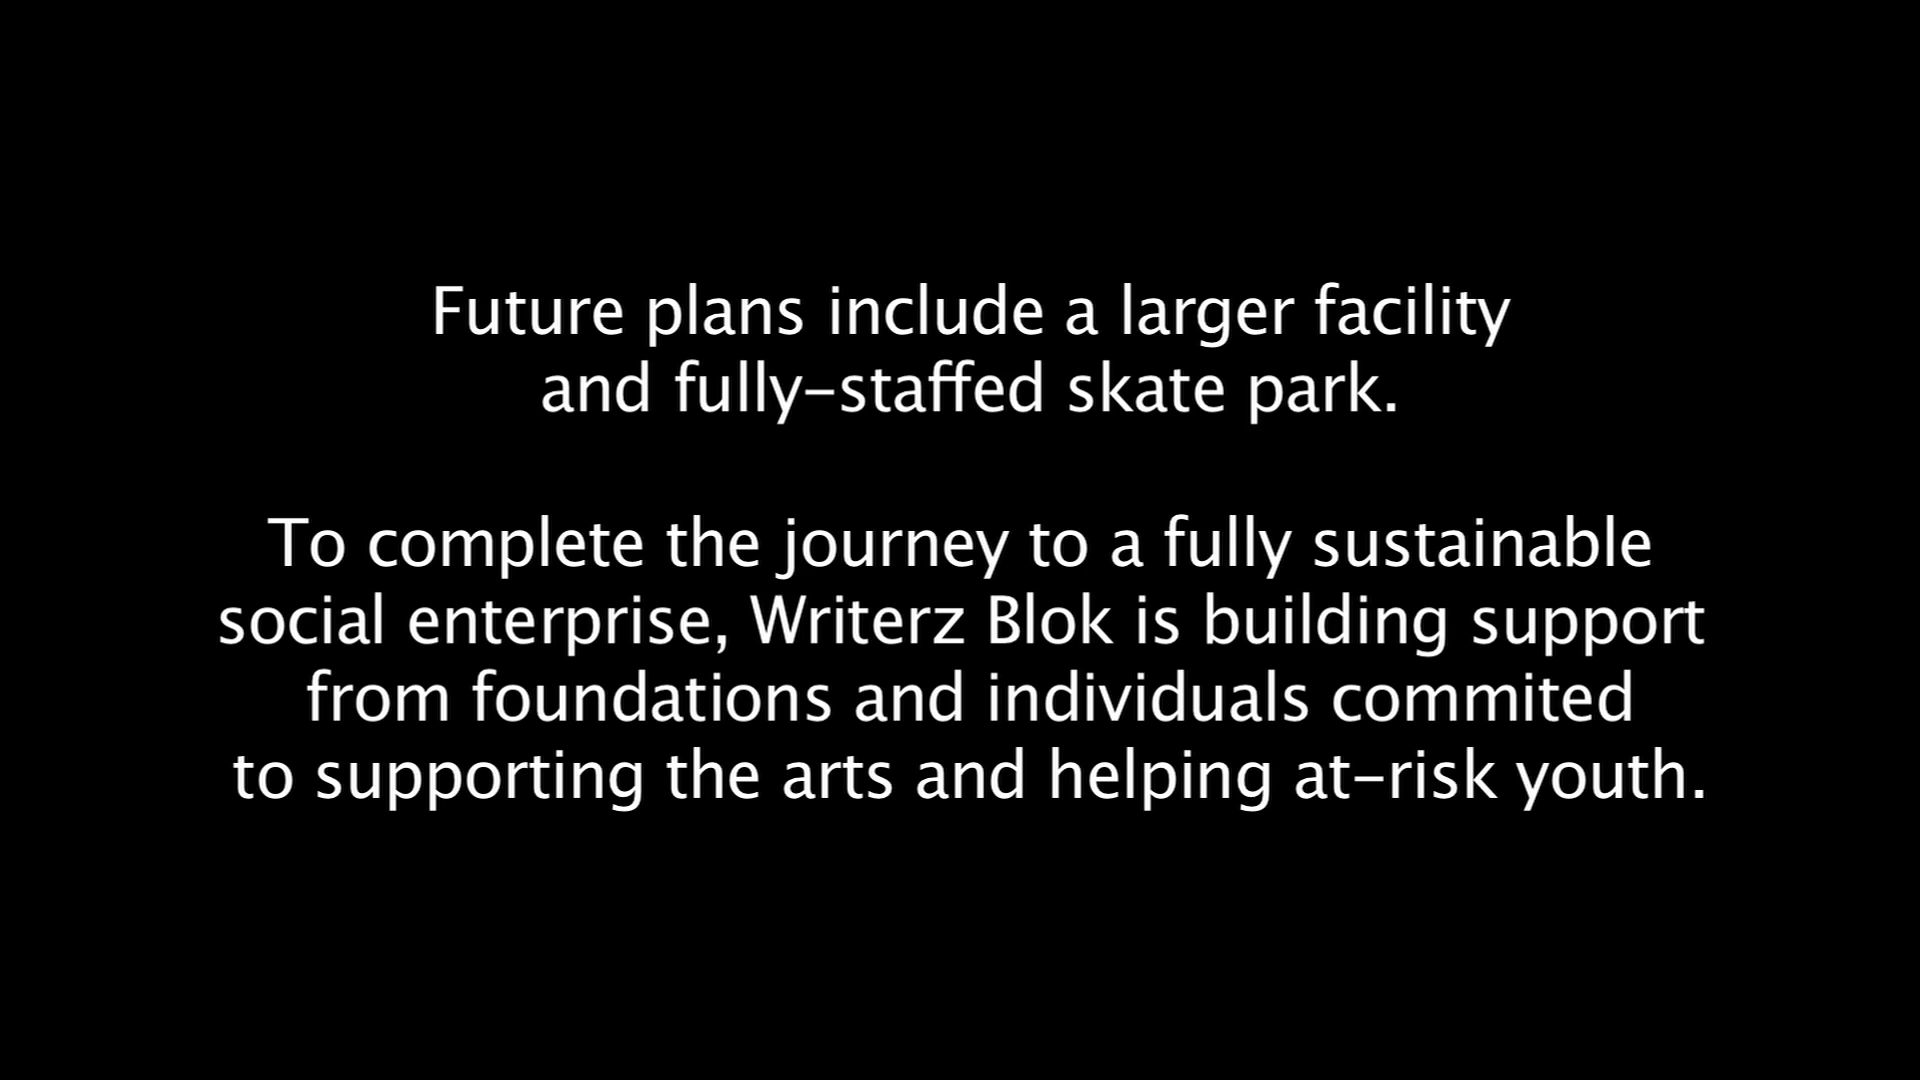 Future plans include a larger facility
and fully-staffed skate park.
To complete the journey to a fully sustainable
social enterprise, Writerz Blok is building support
from foundations and individuals commited
to supporting the arts and helping at-risk youth.